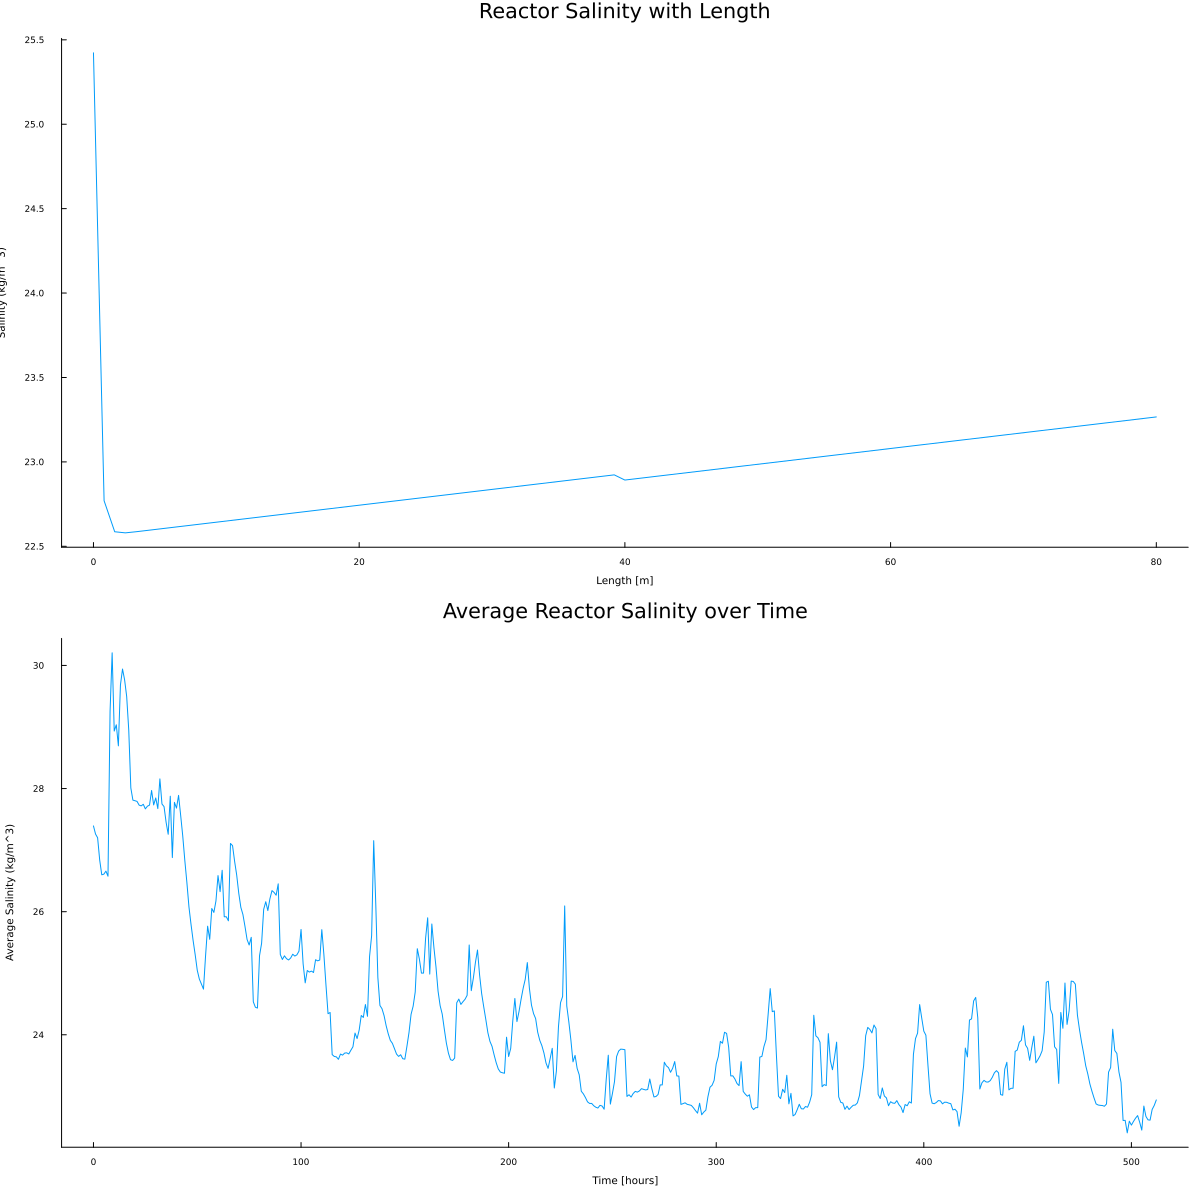 Reactor Salinity with Length
25.5
25.0
24.5
24.0
23.5
23.0
22.5
0 20 40 60 80
Length [m]
Average Reactor Salinity over Time
30
28
26
24
Average Salinity (kg/m^3)
0 100 200 300 400 500
Time [hours]